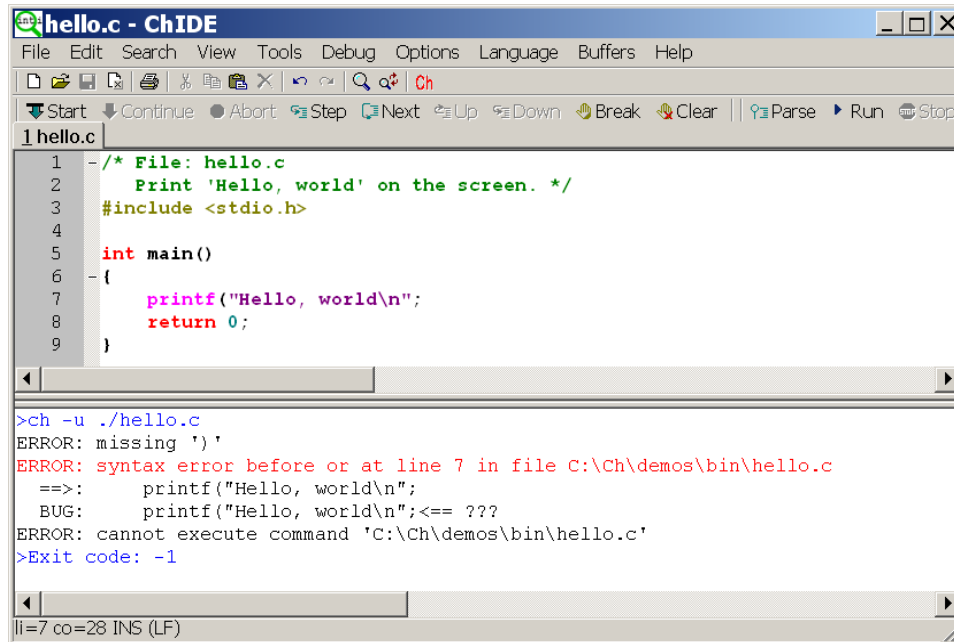 hello.c - ChIDE
File Edit Search View Tools Debug Options Language Buffers Help
Ch
Start Continue Abort Step Next Up Down Break Clear Parse Run Stop
1 hello.c
1 /* File: hello.c
2 Print 'Hello, world' on the screen. */
3 #include <stdio.h>
4
5 int main()
6 {
7 printf("Hello, world\n";
8 return 0;
9 }
>ch -u ./hello.c
ERROR: missing ')'
ERROR: syntax error before or at line 7 in file C:\Ch\demos\bin\hello.c
==>: printf("Hello, world\n";
BUG: printf("Hello, world\n";<== ???
ERROR: cannot execute command 'C:\Ch\demos\bin\hello.c'
>Exit code: -1
li=7 co=28 INS (LF)